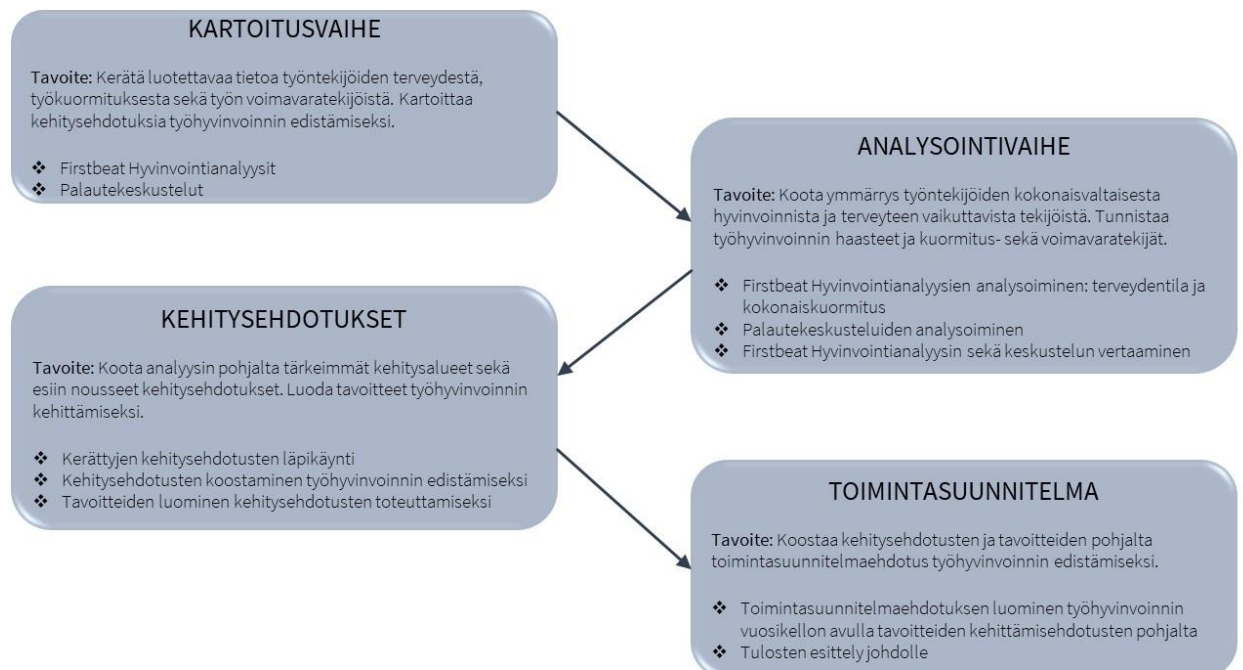 KARTOITUSVAIHE
Tavoite: Kerätä luotettavaa tietoa työntekijöiden terveydestä,
työkuormituksesta sekä työn voimavaratekijöistä. Kartoittaa
kehitysehdotuksia työhyvinvoinnin edistämiseksi.
❖ Firstbeat Hyvinvointianalyysit
❖ Palautekeskustelut
ANALYSOINTIVAIHE
Tavoite: Koota ymmärrys työntekijöiden kokonaisvaltaisesta
hyvinvoinnista ja terveyteen vaikuttavista tekijöistä. Tunnistaa
työhyvinvoinnin haasteet ja kuormitus- sekä voimavaratekijät.
❖ Firstbeat Hyvinvointianalyysien analysoiminen: terveydentila ja
kokonaiskuormitus
❖ Palautekeskusteluiden analysoiminen
❖ Firstbeat Hyvinvointianalyysin sekä keskustelun vertaaminen
KEHITYSEHDOTUKSET
Tavoite: Koota analyysin pohjalta tärkeimmät kehitysalueet sekä
esiin nousseet kehitysehdotukset. Luoda tavoitteet työhyvinvoinnin
kehittämiseksi.
❖ Kerättyjen kehitysehdotusten läpikäynti
❖ Kehitysehdotusten koostaminen työhyvinvoinnin edistämiseksi
❖ Tavoitteiden luominen kehitysehdotusten toteuttamiseksi
TOIMINTASUUNNITELMA
Tavoite: Koostaa kehitysehdotusten ja tavoitteiden pohjalta
toimintasuunnitelmaehdotus työhyvinvoinnin edistämiseksi.
❖ Toimintasuunnitelmaehdotuksen luominen työhyvinvoinnin
vuosikellon avulla tavoitteiden kehittämisehdotusten pohjalta
❖ Tulosten esittely johdolle